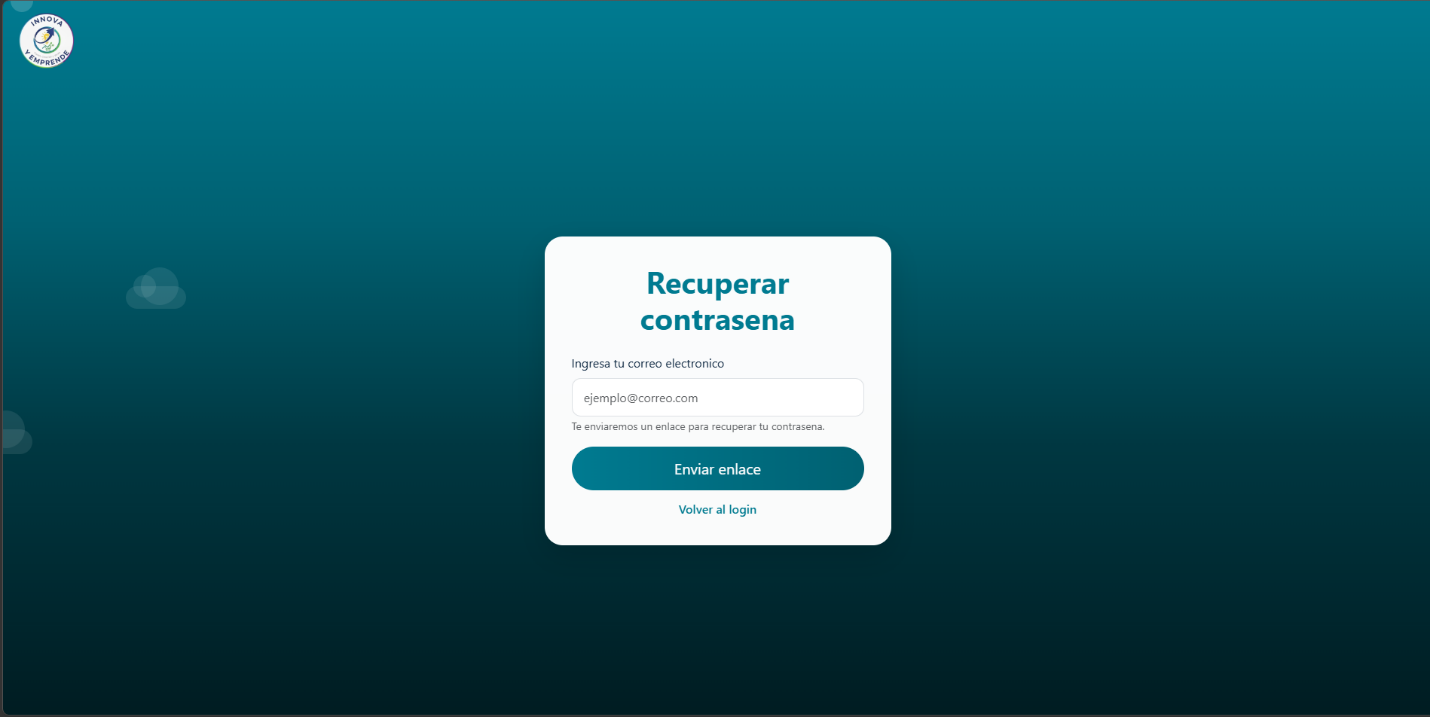 INNOVA
Y EMPRENDE
Recuperar
contrasena
Ingresa tu correo electronico
ejemplo@correo.com
Te enviaremos un enlace para recuperar tu contrasena.
Enviar enlace
Volver al login